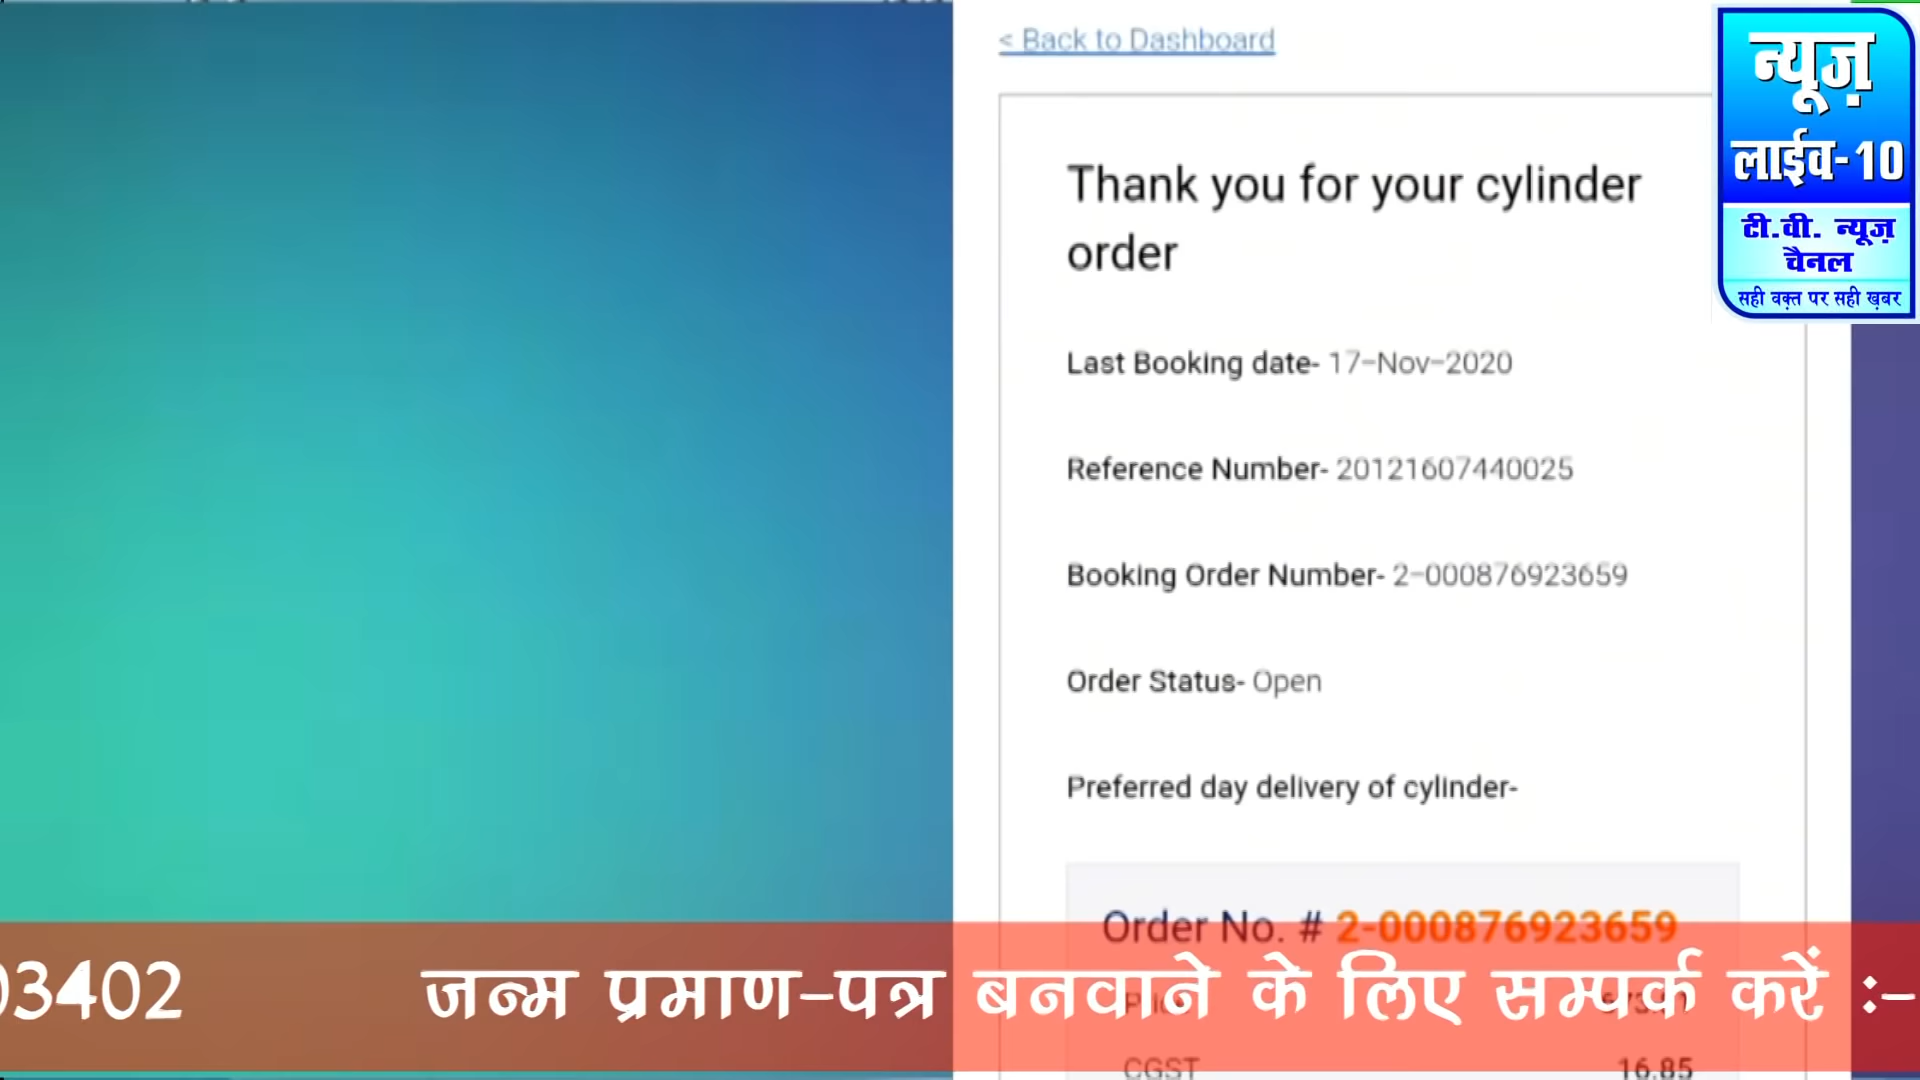 < Back to Dashboard
Thank you for your cylinder
order
Last Booking date- 17-Nov-2020
Reference Number- 20121607440025
Booking Order Number- 2-000876923659
Order Status- Open
Preferred day delivery of cylinder-
Order No. # 2-000876923659
CGST 16.85
न्यूज़
लाईव-10
टी.वी. न्यूज़
चैनल
सही वक़्त पर सही ख़बर
03402 जन्म प्रमाण-पत्र बनवाने के लिए सम्पर्क करें :-